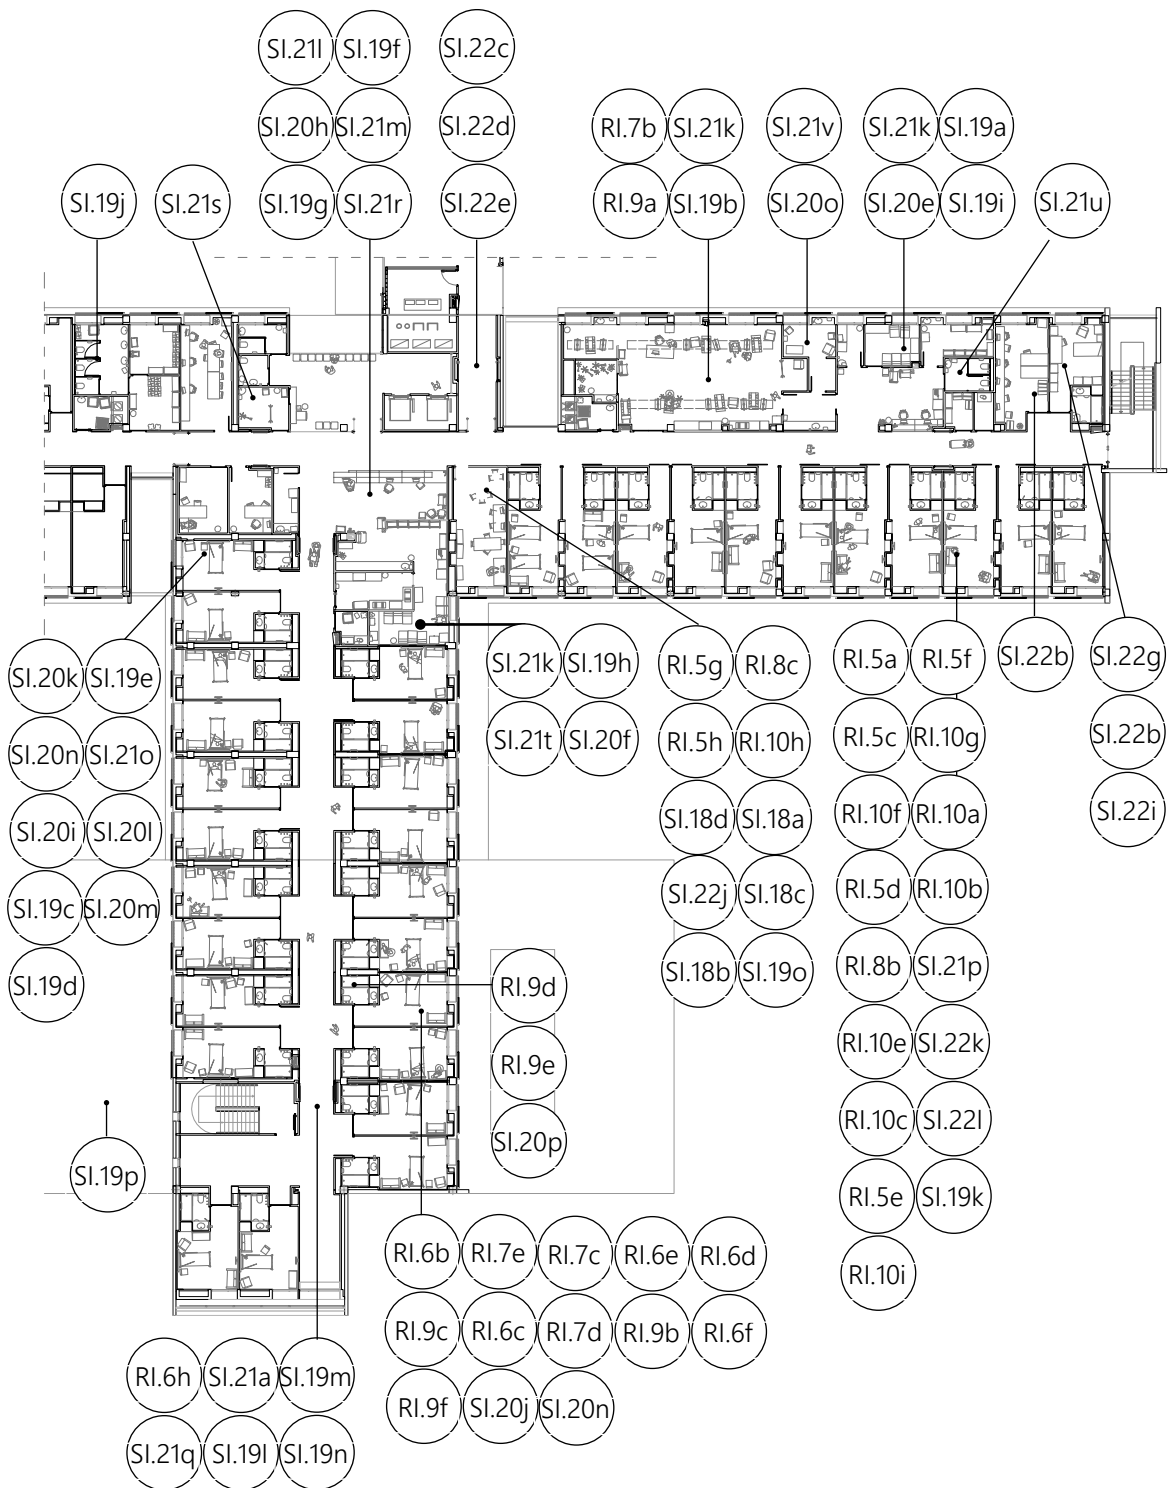 SI.21l SI.19f SI.22c
SI.20h SI.21m SI.22d RI.7b SI.21k SI.21v SI.21k SI.19a
SI.19j SI.21s SI.19g SI.21r SI.22e RI.9a SI.19b SI.20o SI.20e SI.19i SI.21u
SI.20k SI.19e SI.21k SI.19h RI.5g RI.8c RI.5a RI.5f SI.22b SI.22g
SI.20n SI.21o SI.21t SI.20f RI.5h RI.10h RI.5c RI.10g SI.22b
SI.20i SI.20l SI.18d SI.18a RI.10f RI.10a SI.22i
SI.19c SI.20m SI.22j SI.18c RI.5d RI.10b
SI.19d RI.9d SI.18b SI.19o RI.8b SI.21p
RI.9e RI.10e SI.22k
SI.19p SI.20p RI.10c SI.22l
RI.5e SI.19k
RI.6b RI.7e RI.7c RI.6e RI.6d RI.10i
RI.9c RI.6c RI.7d RI.9b RI.6f
RI.6h SI.21a SI.19m RI.9f SI.20j SI.20n
SI.21q SI.19l SI.19n